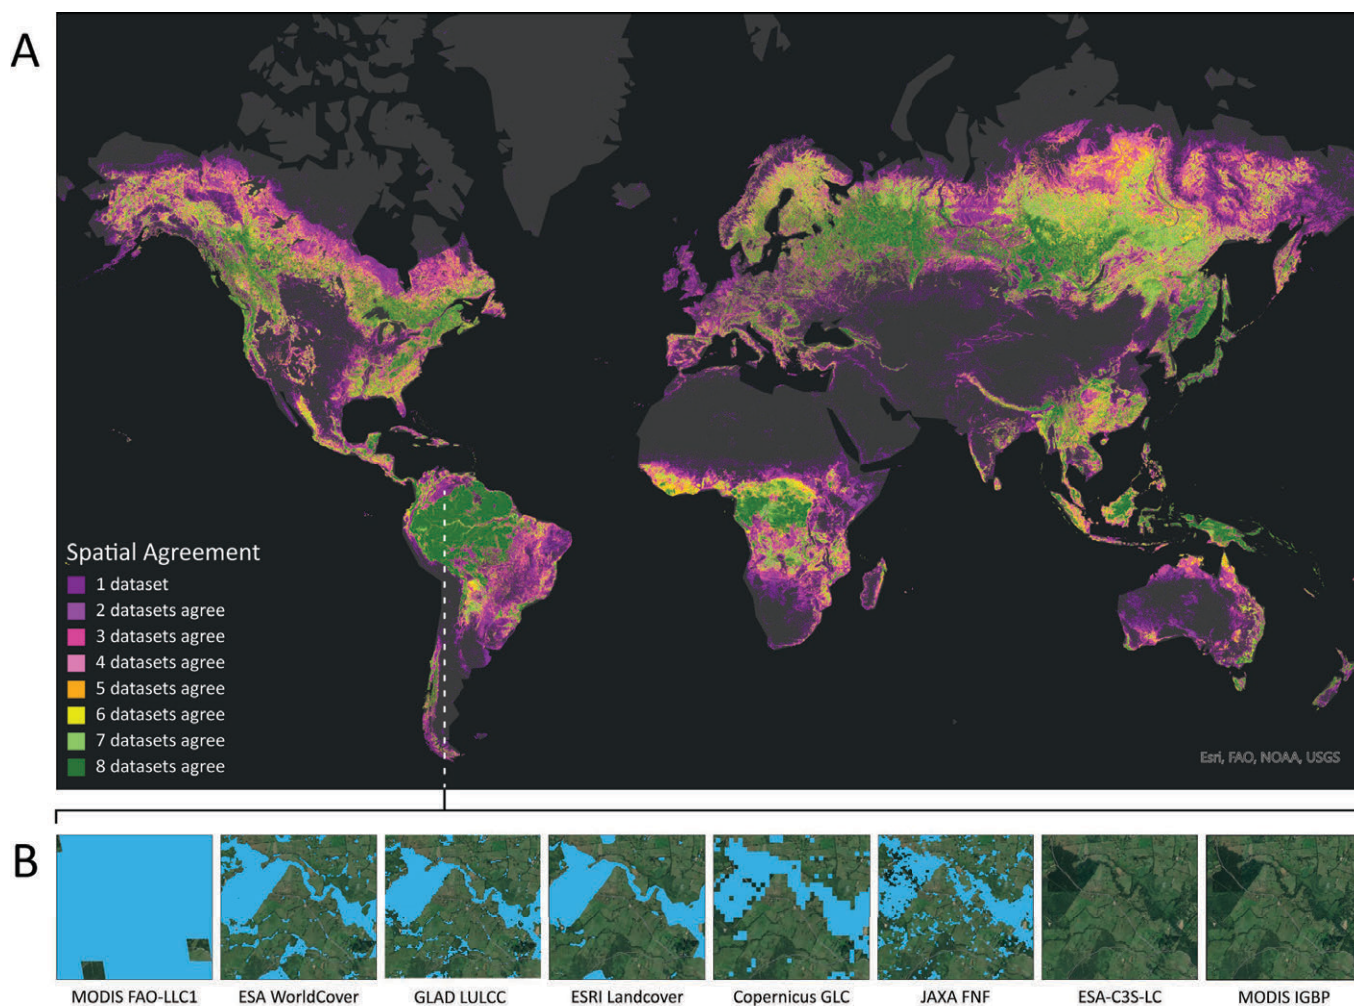 A
Spatial Agreement
1 dataset
2 datasets agree
3 datasets agree
4 datasets agree
5 datasets agree
6 datasets agree
7 datasets agree
8 datasets agree
Esri, FAO, NOAA, USGS
B
MODIS FAO-LLC1
ESA WorldCover
GLAD LULCC
ESRI Landcover
Copernicus GLC
JAXA FNF
ESA-C3S-LC
MODIS IGBP